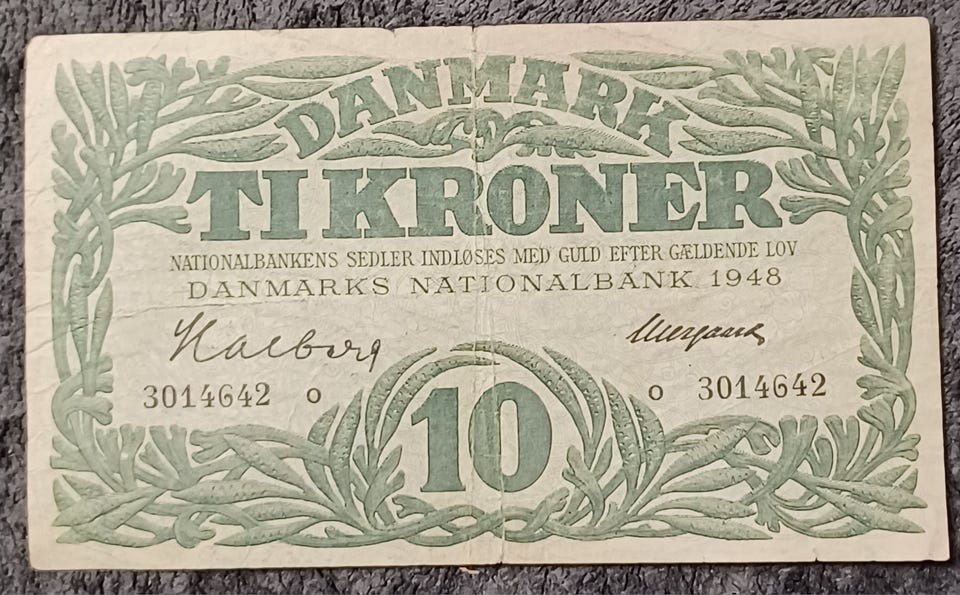 DANMARK
TI KRONER
NATIONALBANKENS SEDLER INDLØSES MED GULD EFTER GÆLDENDE LOV
DANMARKS NATIONALBANK 1948
Halberg
3014642 o o 3014642
10